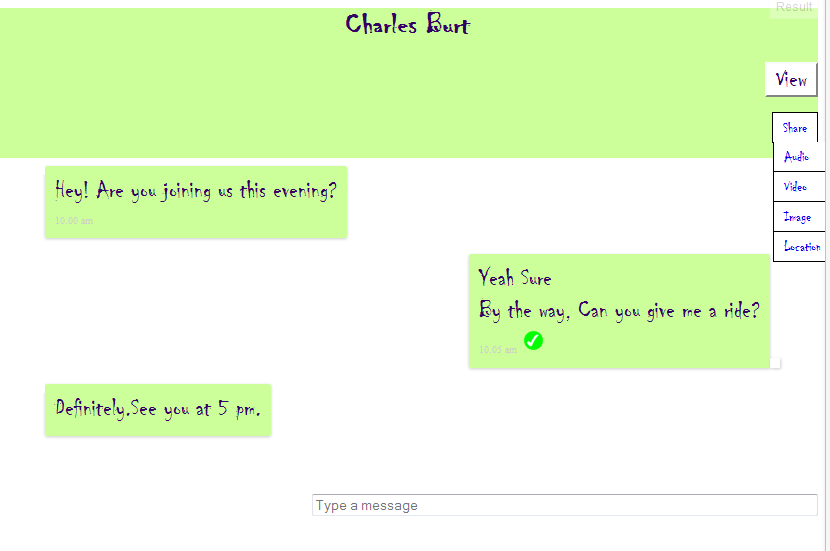 Result
Charles Burt
View
Share
Audio
Video
Image
Location
Hey! Are you joining us this evening?
10.00 am
Yeah Sure
By the way, Can you give me a ride?
10.05 am
Definitely.See you at 5 pm.
Type a message